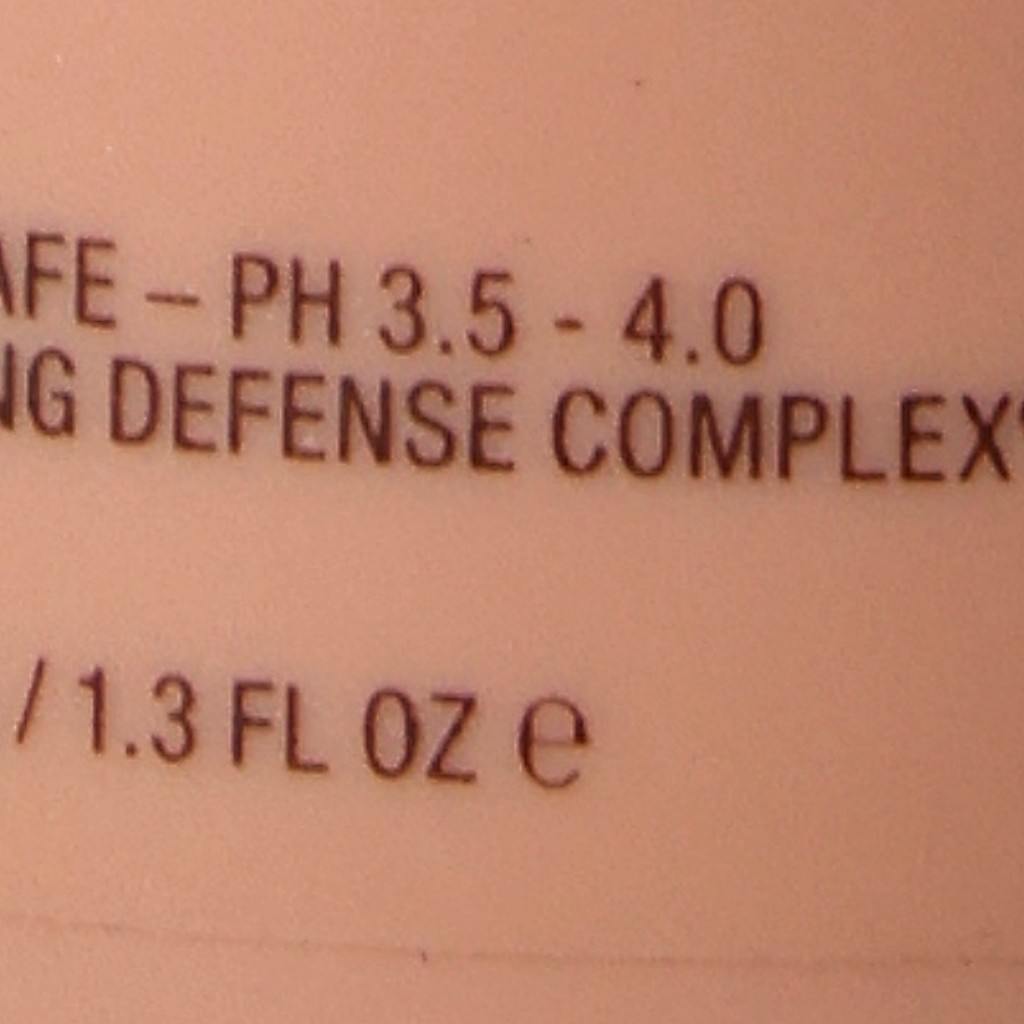 AFE – PH 3.5 - 4.0
NG DEFENSE COMPLEX
/ 1.3 FL OZ ℮